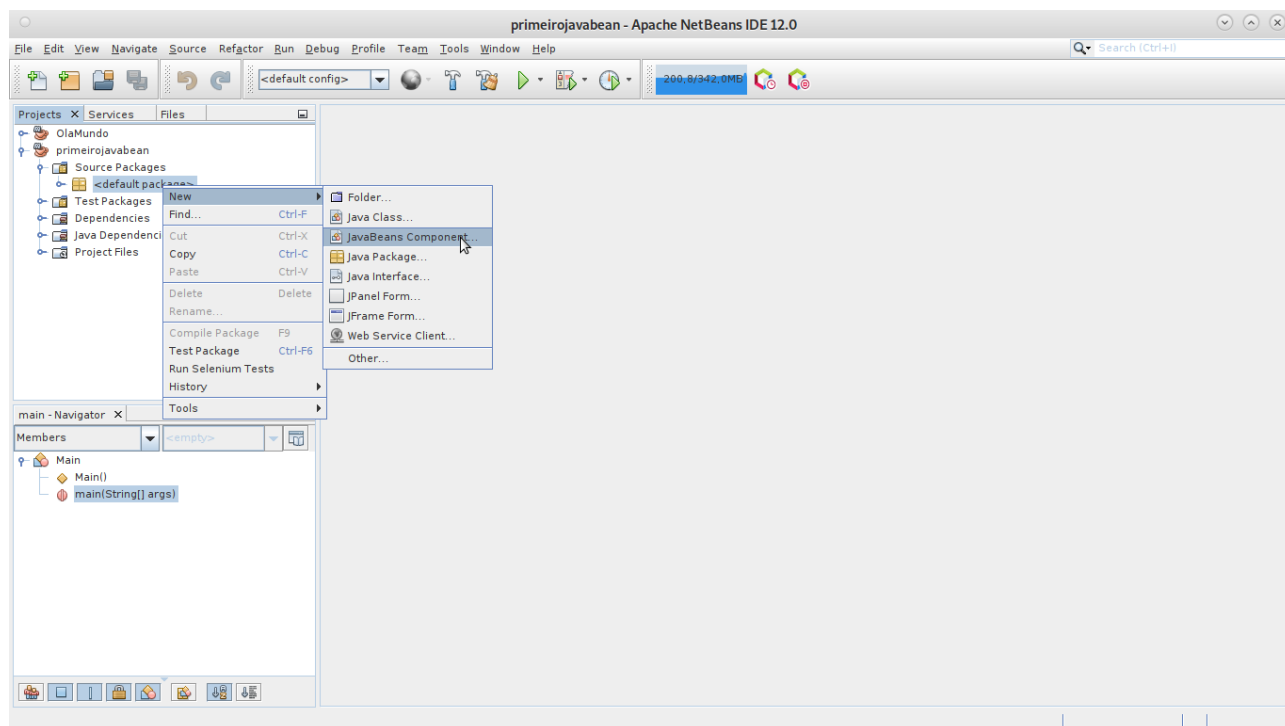 primeirojavabean - Apache NetBeans IDE 12.0
File Edit View Navigate Source Refactor Run Debug Profile Team Tools Window Help
Search (Ctrl+I)
<default config>
200,8/342,0MB
Projects Services Files
OlaMundo
primeirojavabean
Source Packages
<default package>
Test Packages
Dependencies
Java Dependenci
Project Files
New
Find... Ctrl-F
Cut Ctrl-X
Copy Ctrl-C
Paste Ctrl-V
Delete Delete
Rename...
Compile Package F9
Test Package Ctrl-F6
Run Selenium Tests
History
Tools
Folder...
Java Class...
JavaBeans Component...
Java Package...
Java Interface...
JPanel Form...
JFrame Form...
Web Service Client...
Other...
main - Navigator
Members
<empty>
Main
Main()
main(String[] args)